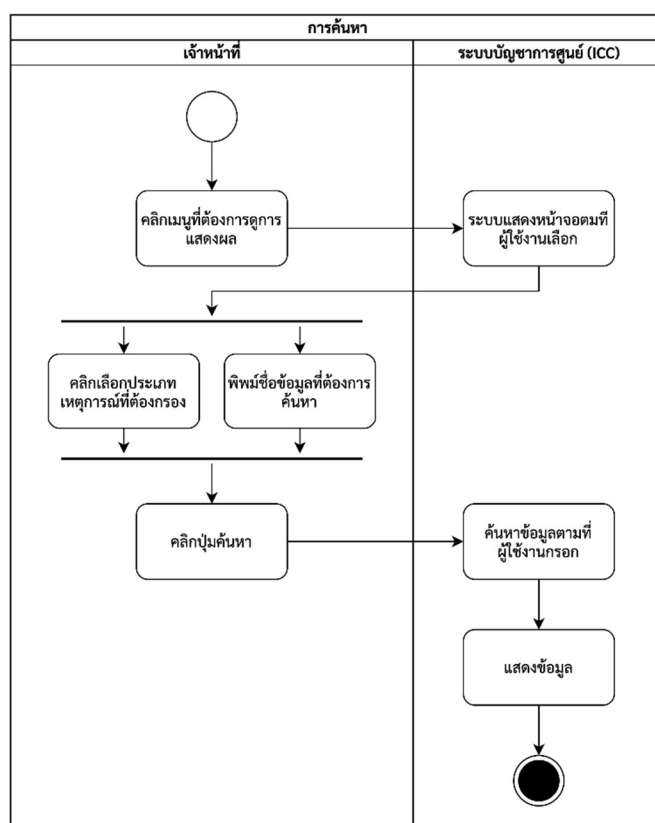 การค้นหา
เจ้าหน้าที่
ระบบบัญชาการศูนย์ (ICC)
คลิกเมนูที่ต้องการดูการ
แสดงผล
ระบบแสดงหน้าจอตมที
ผู้ใช้งานเลือก
คลิกเลือกประเภท
เหตุการณ์ที่ต้องกรอง
พิพม์ชื่อข้อมูลที่ต้องการ
ค้นหา
คลิกปุ่มค้นหา
ค้นหาข้อมูลตามที่
ผู้ใช้งานกรอก
แสดงข้อมูล